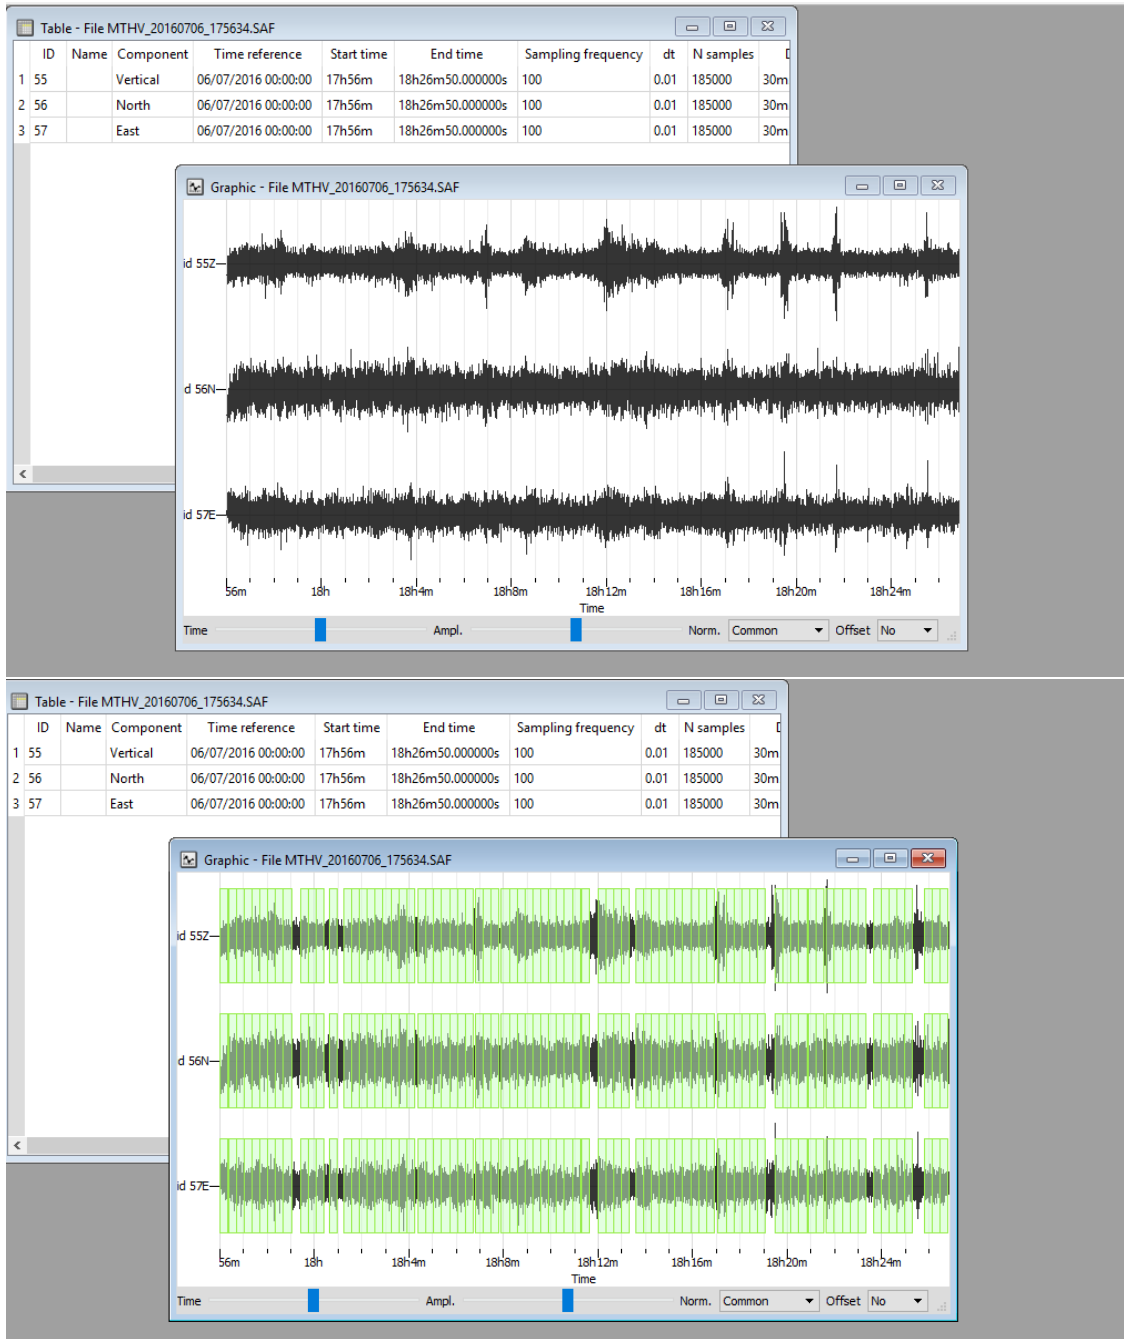 Table - File MTHV_20160706_175634.SAF
ID Name Component Time reference Start time End time Sampling frequency dt N samples
1 55 Vertical 06/07/2016 00:00:00 17h56m 18h26m50.000000s 100 0.01 185000 30m
2 56 North 06/07/2016 00:00:00 17h56m 18h26m50.000000s 100 0.01 185000 30m
3 57 East 06/07/2016 00:00:00 17h56m 18h26m50.000000s 100 0.01 185000 30m
Graphic - File MTHV_20160706_175634.SAF
id 55Z
d 56N
id 57E
56m 18h 18h4m 18h8m 18h12m 18h16m 18h20m 18h24m
Time
Time Ampl. Norm. Common Offset No
Table - File MTHV_20160706_175634.SAF
ID Name Component Time reference Start time End time Sampling frequency dt N samples
1 55 Vertical 06/07/2016 00:00:00 17h56m 18h26m50.000000s 100 0.01 185000 30m
2 56 North 06/07/2016 00:00:00 17h56m 18h26m50.000000s 100 0.01 185000 30m
3 57 East 06/07/2016 00:00:00 17h56m 18h26m50.000000s 100 0.01 185000 30m
Graphic - File MTHV_20160706_175634.SAF
id 55Z
d 56N
id 57E
56m 18h 18h4m 18h8m 18h12m 18h16m 18h20m 18h24m
Time
Time Ampl. Norm. Common Offset No